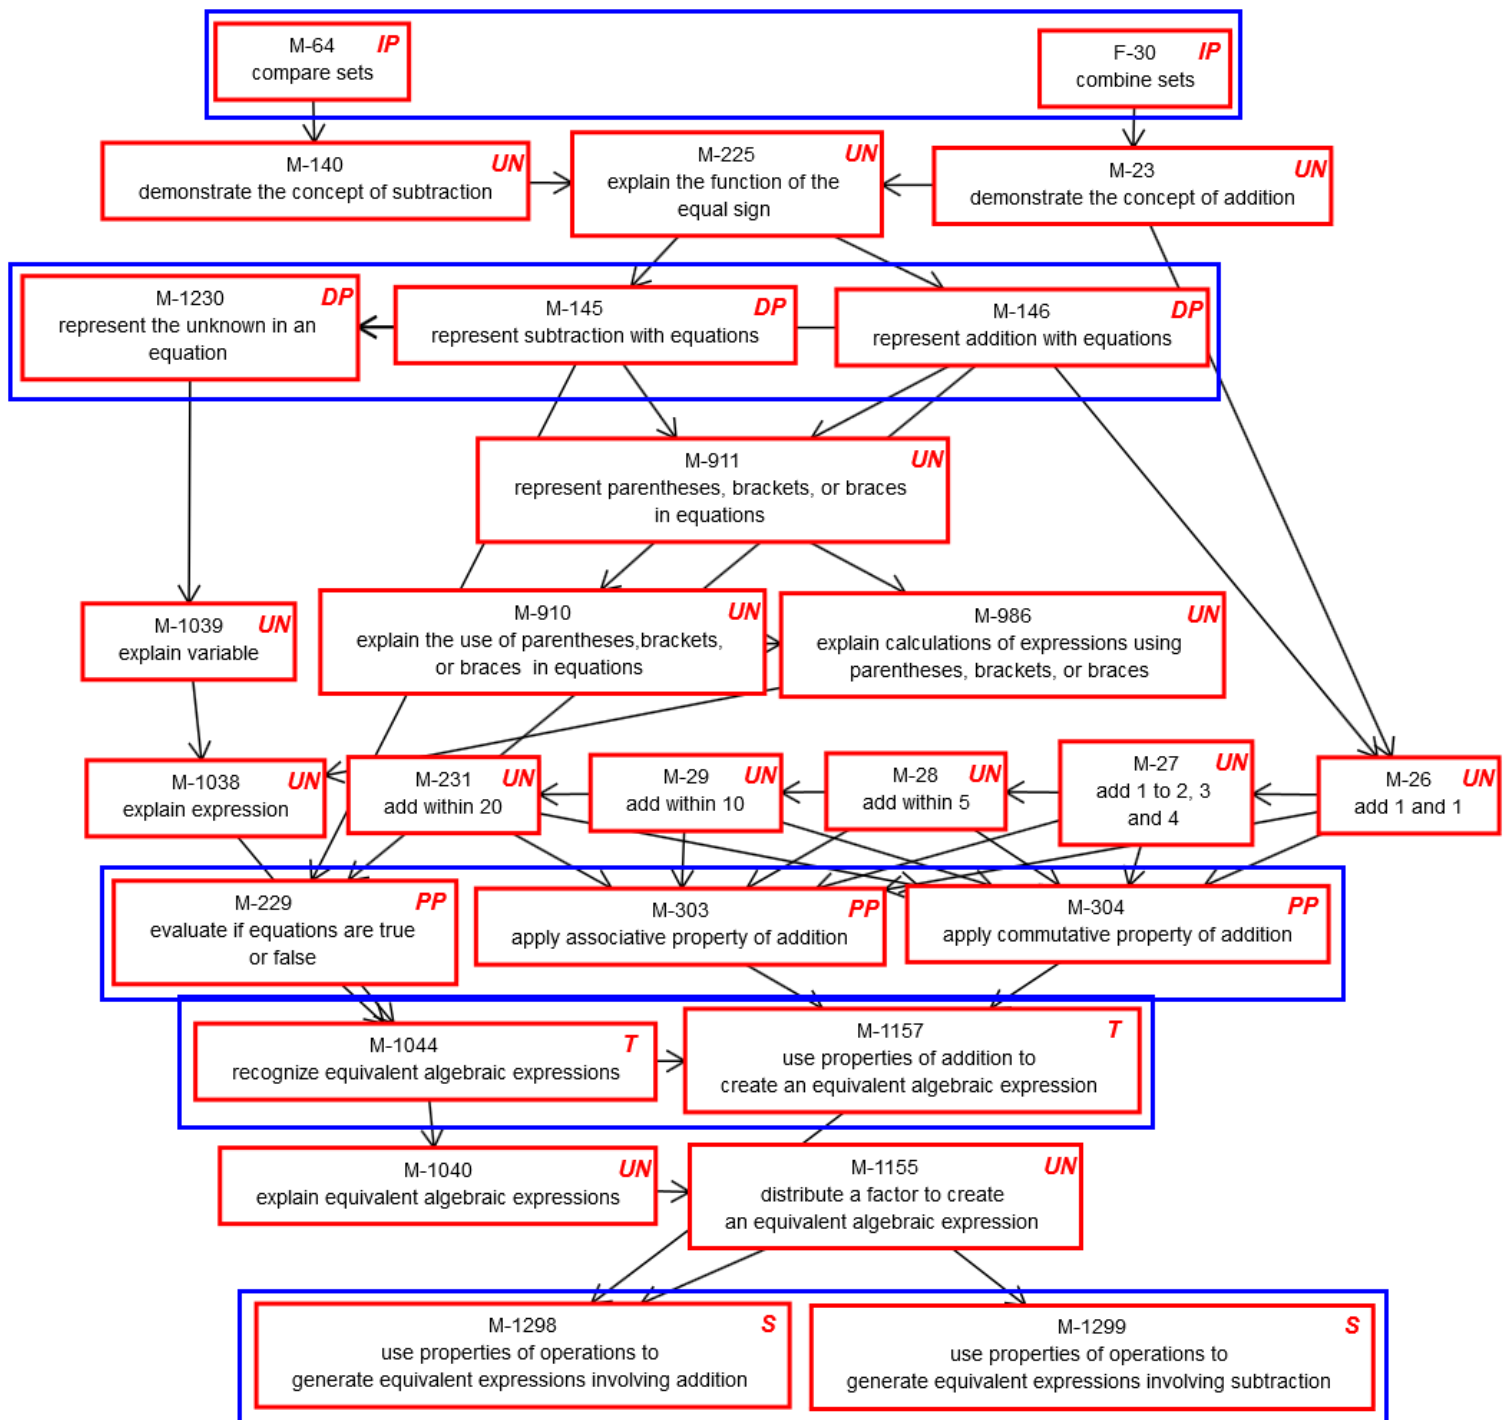 M-64 IP
compare sets
F-30 IP
combine sets
M-140 UN
demonstrate the concept of subtraction
M-225 UN
explain the function of the
equal sign
M-23 UN
demonstrate the concept of addition
M-1230 DP
represent the unknown in an
equation
M-145 DP
represent subtraction with equations
M-146 DP
represent addition with equations
M-911 UN
represent parentheses, brackets, or braces
in equations
M-1039 UN
explain variable
M-910 UN
explain the use of parentheses,brackets,
or braces in equations
M-986 UN
explain calculations of expressions using
parentheses, brackets, or braces
M-1038 UN
explain expression
M-231 UN
add within 20
M-29 UN
add within 10
M-28 UN
add within 5
M-27 UN
add 1 to 2, 3
and 4
M-26 UN
add 1 and 1
M-229 PP
evaluate if equations are true
or false
M-303 PP
apply associative property of addition
M-304 PP
apply commutative property of addition
M-1044 T
recognize equivalent algebraic expressions
M-1157 T
use properties of addition to
create an equivalent algebraic expression
M-1040 UN
explain equivalent algebraic expressions
M-1155 UN
distribute a factor to create
an equivalent algebraic expression
M-1298 S
use properties of operations to
generate equivalent expressions involving addition
M-1299 S
use properties of operations to
generate equivalent expressions involving subtraction